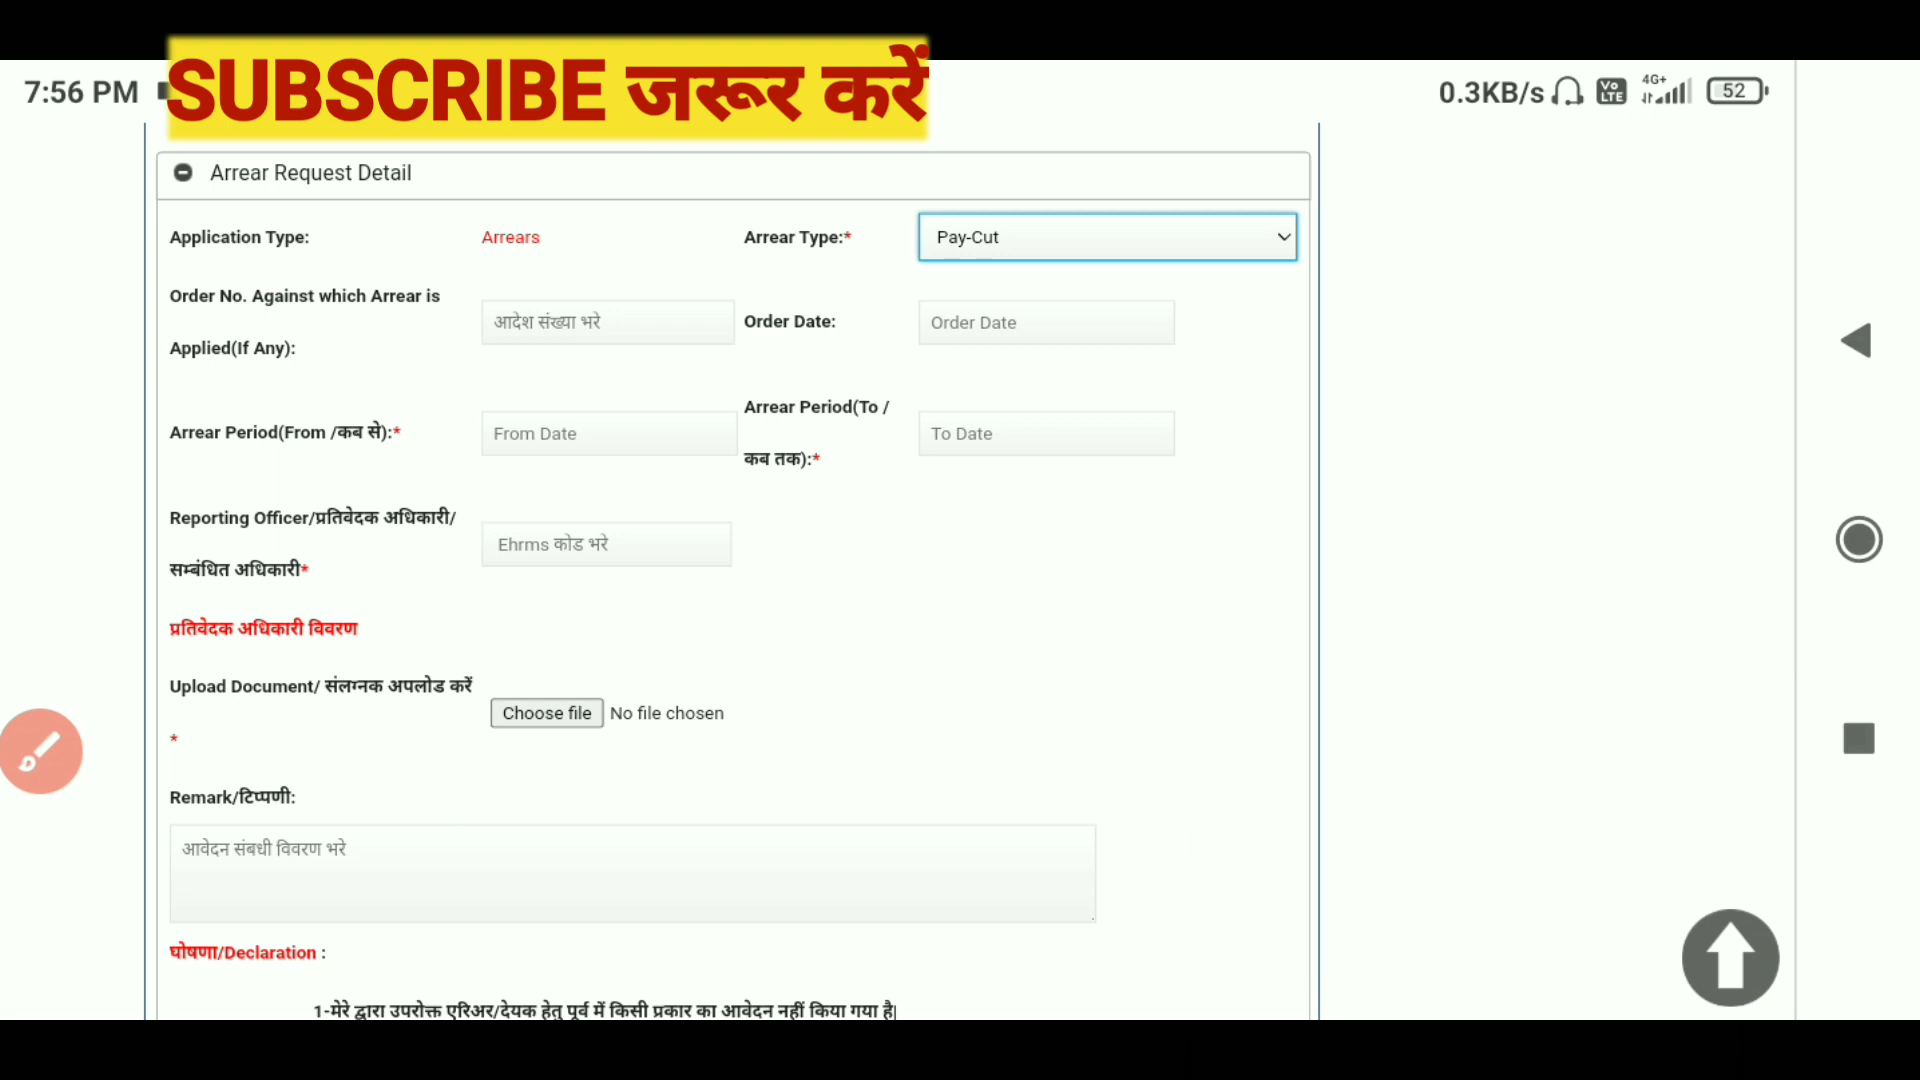 SUBSCRIBE जरूर करें
7:56 PM
0.3KB/s Vo LTE 4G+ 52
Arrear Request Detail
Application Type: Arrears Arrear Type:* Pay-Cut
Order No. Against which Arrear is
Applied(If Any):
आदेश संख्या भरे Order Date: Order Date
Arrear Period(From /कब से):* From Date
Arrear Period(To /
कब तक):* To Date
Reporting Officer/प्रतिवेदक अधिकारी/
सम्बंधित अधिकारी*
Ehrms कोड भरे
प्रतिवेदक अधिकारी विवरण
Upload Document/ संलग्नक अपलोड करें
*
Choose file No file chosen
Remark/टिप्पणी:
आवेदन संबधी विवरण भरे
घोषणा/Declaration :
1-मेरे द्वारा उपरोक्त एरिअर/देयक हेतु पूर्व में किसी प्रकार का आवेदन नहीं किया गया है|